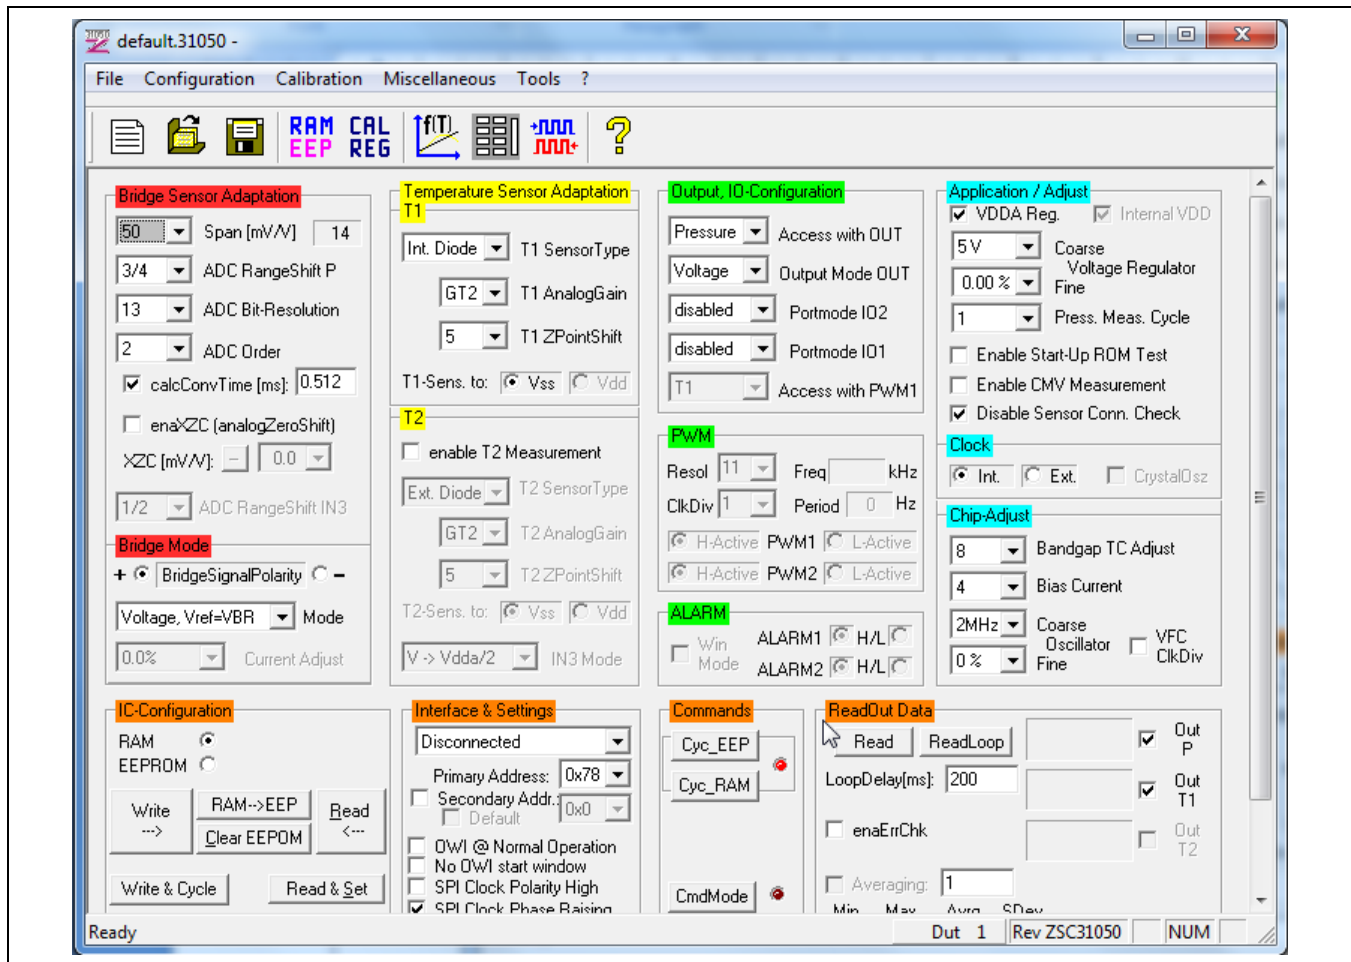 default.31050 -
File Configuration Calibration Miscellaneous Tools ?
RAM EEP CAL REG f(T) ?
Bridge Sensor Adaptation
50 Span [mV/V] 14
3/4 ADC RangeShift P
13 ADC Bit-Resolution
2 ADC Order
calcConvTime [ms]: 0.512
enaXZC (analogZeroShift)
XZC [mV/V]: - 0.0
1/2 ADC RangeShift IN3
Bridge Mode
+ BridgeSignalPolarity -
Voltage, Vref=VBR Mode
0.0% Current Adjust
Temperature Sensor Adaptation
T1
Int. Diode T1 SensorType
GT2 T1 AnalogGain
5 T1 ZPointShift
T1-Sens. to: Vss Vdd
T2
enable T2 Measurement
Ext. Diode T2 SensorType
GT2 T2 AnalogGain
5 T2 ZPointShift
T2-Sens. to: Vss Vdd
V -> Vdda/2 IN3 Mode
Output, IO-Configuration
Pressure Access with OUT
Voltage Output Mode OUT
disabled Portmode IO2
disabled Portmode IO1
T1 Access with PWM1
PWM
Resol 11 Freq kHz
ClkDiv 1 Period 0 Hz
H-Active PWM1 L-Active
H-Active PWM2 L-Active
ALARM
Win Mode
ALARM1 H/L
ALARM2 H/L
Application / Adjust
VDDA Reg. Internal VDD
5 V Coarse
Voltage Regulator
0.00 % Fine
1 Press. Meas. Cycle
Enable Start-Up ROM Test
Enable CMV Measurement
Disable Sensor Conn. Check
Clock
Int. Ext. CrystalOsz
Chip-Adjust
8 Bandgap TC Adjust
4 Bias Current
2MHz Coarse
Oscillator
0 % Fine
VFC
ClkDiv
IC-Configuration
RAM
EEPROM
Write
--->
RAM-->EEP
Clear EEPOM
Read
<---
Write & Cycle Read & Set
Interface & Settings
Disconnected
Primary Address: 0x78
Secondary Addr.: 0x0
Default
OWI @ Normal Operation
No OWI start window
SPI Clock Polarity High
SPI Clock Phase Raising
Commands
Cyc_EEP
Cyc_RAM
CmdMode
ReadOut Data
Read ReadLoop
Out P
LoopDelay[ms]: 200
Out T1
enaErrChk
Out T2
Averaging: 1
Min Max Avrg SDev
Ready Dut 1 Rev ZSC31050 NUM